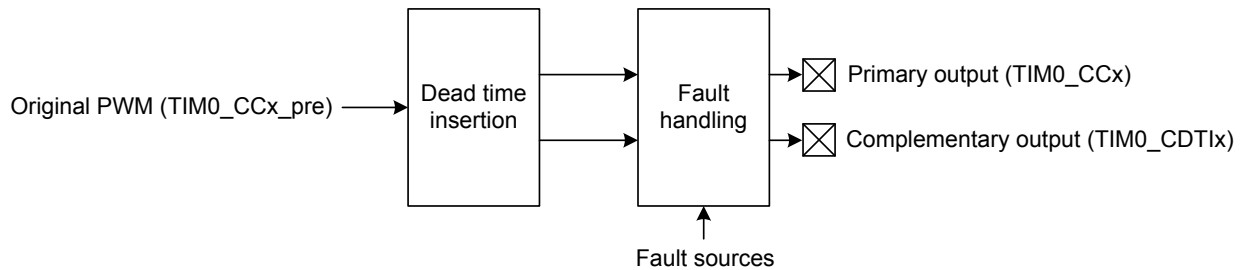 Original PWM (TIM0_CCx_pre)
Dead time
insertion
Fault
handling
Primary output (TIM0_CCx)
Complementary output (TIM0_CDTIx)
Fault sources